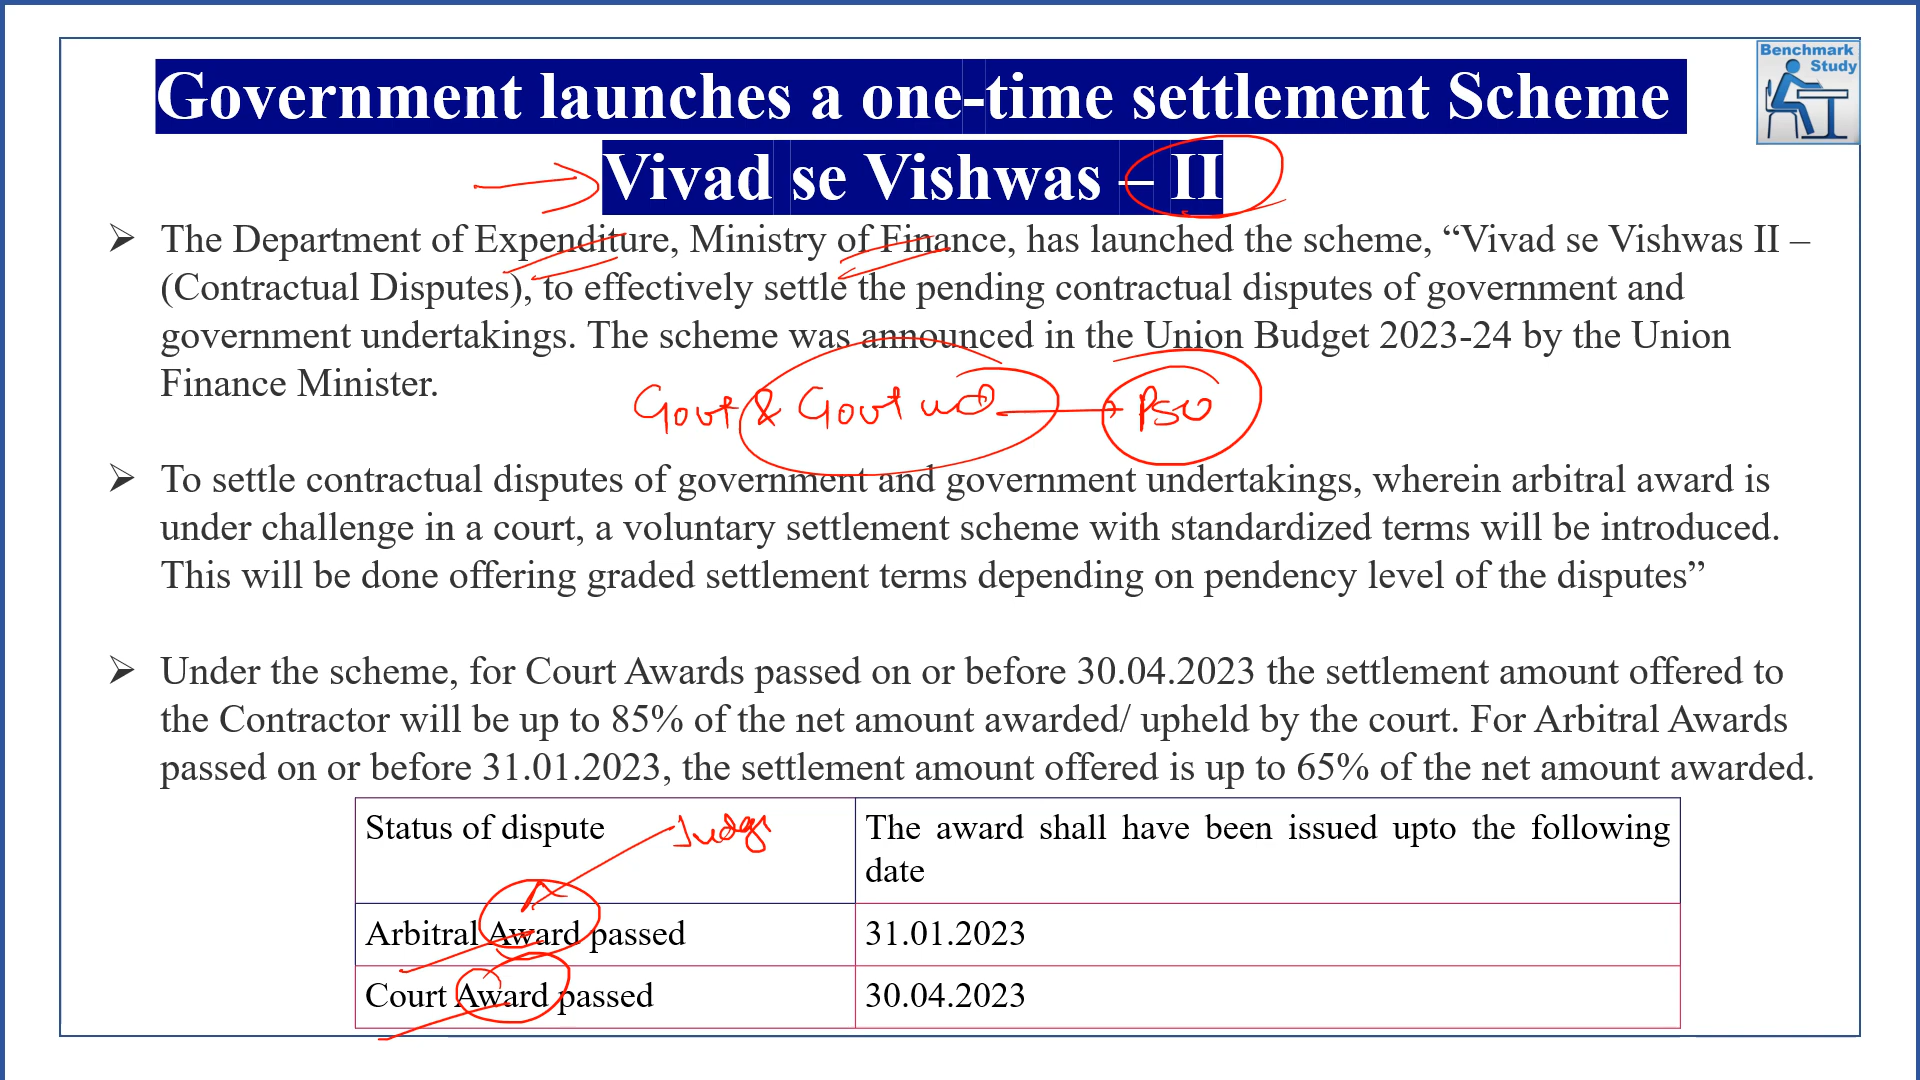 Benchmark
Study
Government launches a one-time settlement Scheme
Vivad se Vishwas – II
➢ The Department of Expenditure, Ministry of Finance, has launched the scheme, “Vivad se Vishwas II –
(Contractual Disputes), to effectively settle the pending contractual disputes of government and
government undertakings. The scheme was announced in the Union Budget 2023-24 by the Union
Finance Minister.
Govt & Govt und PSU
➢ To settle contractual disputes of government and government undertakings, wherein arbitral award is
under challenge in a court, a voluntary settlement scheme with standardized terms will be introduced.
This will be done offering graded settlement terms depending on pendency level of the disputes”
➢ Under the scheme, for Court Awards passed on or before 30.04.2023 the settlement amount offered to
the Contractor will be up to 85% of the net amount awarded/ upheld by the court. For Arbitral Awards
passed on or before 31.01.2023, the settlement amount offered is up to 65% of the net amount awarded.
Status of dispute
Judge
The award shall have been issued upto the following
date
Arbitral Award passed
31.01.2023
Court Award passed
30.04.2023